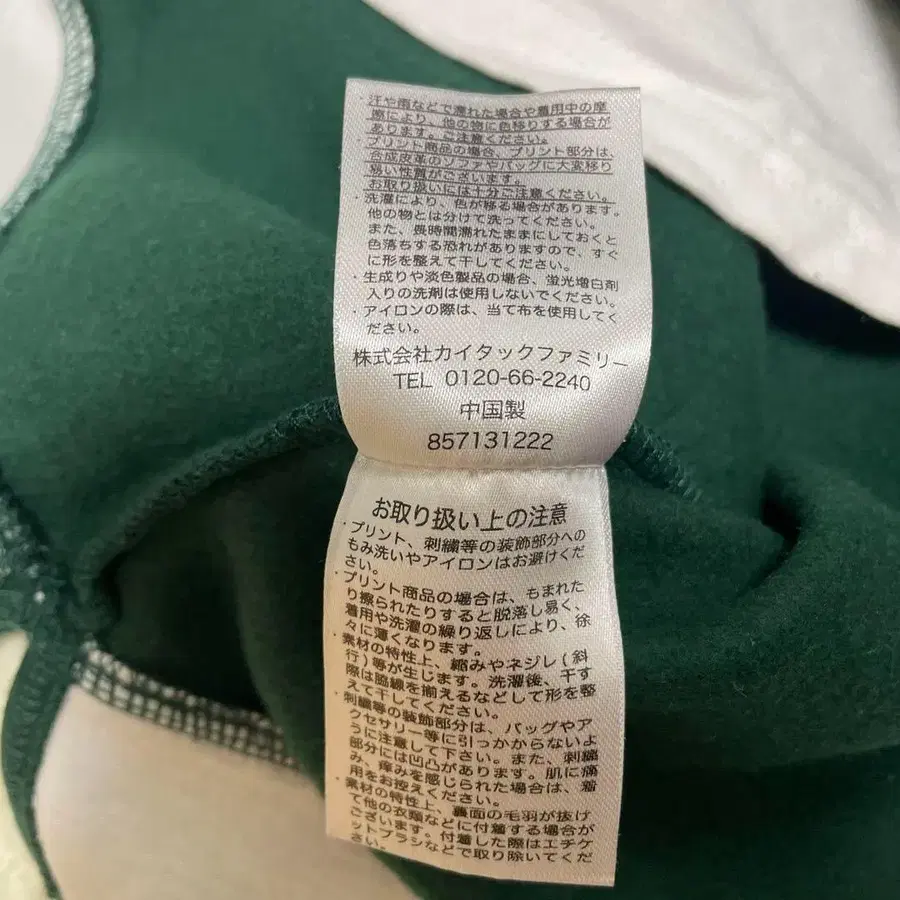 ・汗や雨などで濡れた場合や着用中の摩
擦により、他の物に色移りする場合が
あります。ご注意ください。
プリント商品の場合、プリント部分は、
合成皮革のソファやバッグに大変移り
易い性質がございます。
お取り扱いには十分ご注意ください。
・洗濯により、色が移る場合があります。
他の物とは分けて洗ってください。
また、長時間濡れたままにしておくと
色落ちする恐れがありますので、すぐ
に形を整えて干してください。
・生成りや淡色製品の場合、蛍光増白剤
入りの洗剤は使用しないでください。
・アイロンの際は、当て布を使用してく
ださい。
株式会社カイタックファミリー
TEL 0120-66-2240
中国製
857131222
お取り扱い上の注意
・プリント、刺繍等の装飾部分への
もみ洗いやアイロンはお避けくだ
さい。
・プリント商品の場合は、もまれた
り擦られたりすると脱落し易く、
着用や洗濯の繰り返しにより、徐
々に薄くなります。
・素材の特性上、縮みやネジレ(斜
行)等が生じます。洗濯後、干す
際は脇線を揃えるなどして形を整
えて干してください。
・刺繍等の装飾部分は、バッグやア
クセサリー等に引っかからないよ
うに注意して下さい。また、刺繍
部分には凹凸があります。肌に痛
み、痒みを感じられた場合は、着
用をお控えください。
・素材の特性上、裏面の毛羽が抜け
て他の衣類などに付着する場合が
ございます。付着した際はエチケ
ットブラシなどで取り除いてくだ
さい。